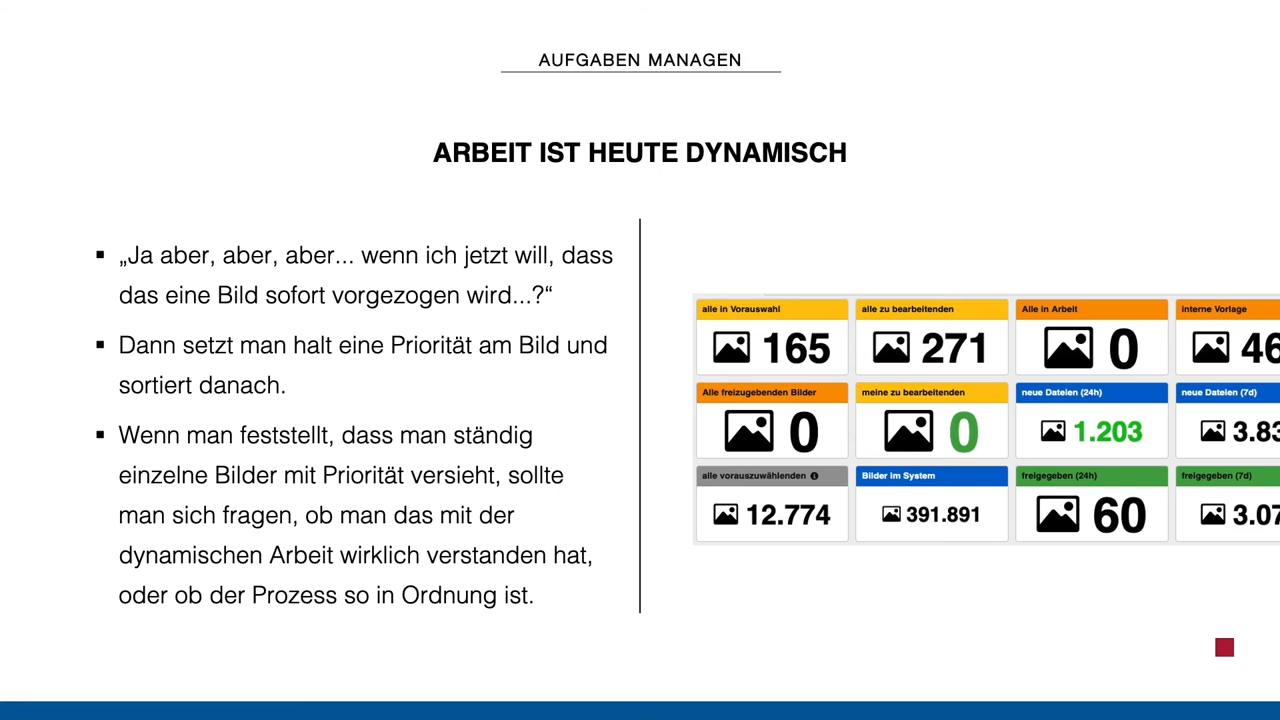 AUFGABEN MANAGEN
ARBEIT IST HEUTE DYNAMISCH
▪ „Ja aber, aber, aber... wenn ich jetzt will, dass
das eine Bild sofort vorgezogen wird...?“
▪ Dann setzt man halt eine Priorität am Bild und
sortiert danach.
▪ Wenn man feststellt, dass man ständig
einzelne Bilder mit Priorität versieht, sollte
man sich fragen, ob man das mit der
dynamischen Arbeit wirklich verstanden hat,
oder ob der Prozess so in Ordnung ist.
alle in Vorauswahl
165
alle zu bearbeitenden
271
Alle in Arbeit
0
interne Vorlage
46
Alle freizugebenden Bilder
0
meine zu bearbeitenden
0
neue Dateien (24h)
1.203
neue Dateien (7d)
3.83
alle vorauszuwählenden
12.774
Bilder im System
391.891
freigegeben (24h)
60
freigegeben (7d)
3.07